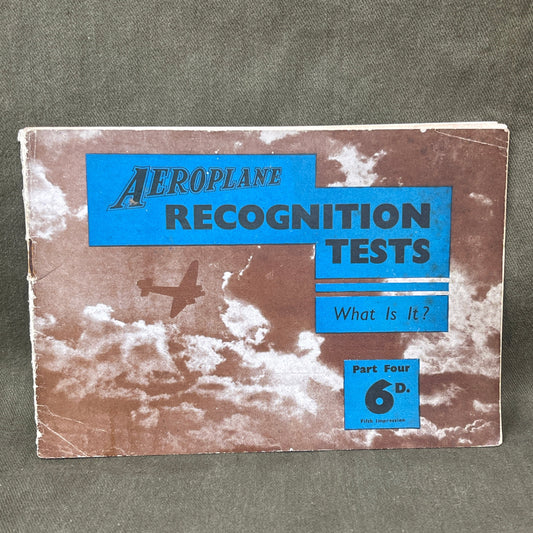 AEROPLANE
RECOGNITION
TESTS
What Is It?
Part Four
6D.
Fifth Impression